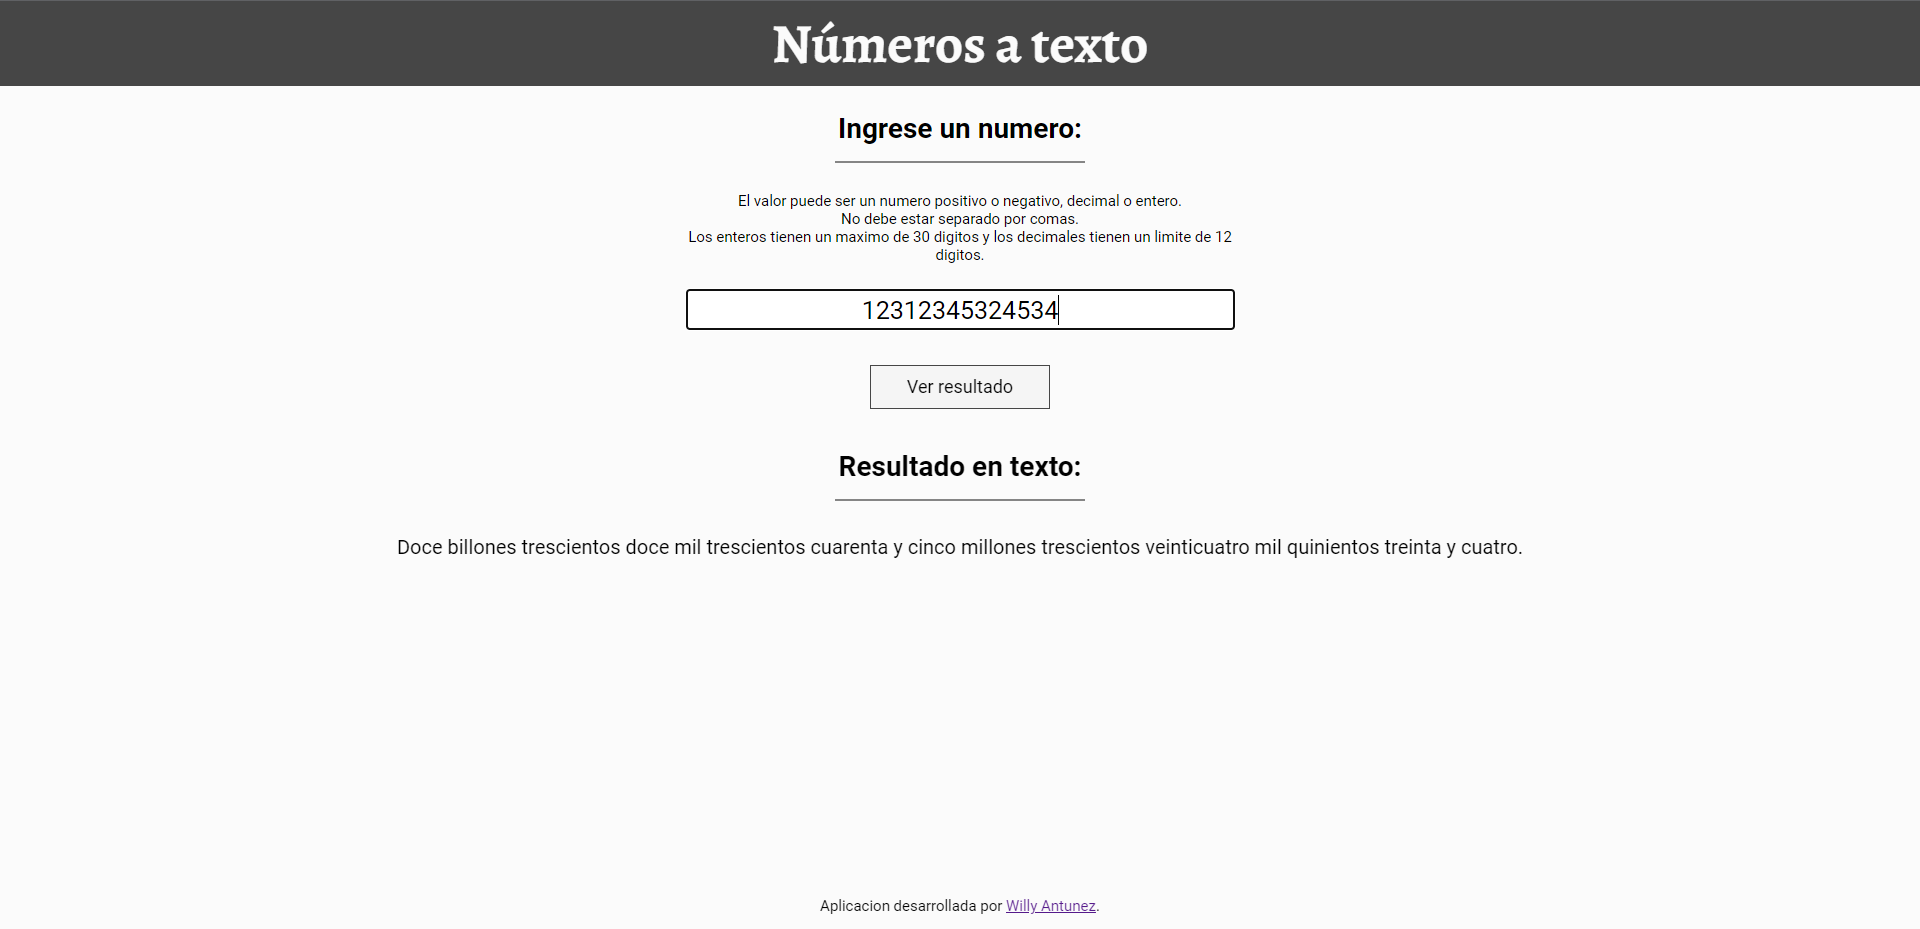 Números a texto
Ingrese un numero:
El valor puede ser un numero positivo o negativo, decimal o entero.
No debe estar separado por comas.
Los enteros tienen un maximo de 30 digitos y los decimales tienen un limite de 12
digitos.
12312345324534
Ver resultado
Resultado en texto:
Doce billones trescientos doce mil trescientos cuarenta y cinco millones trescientos veinticuatro mil quinientos treinta y cuatro.
Aplicacion desarrollada por Willy Antunez.